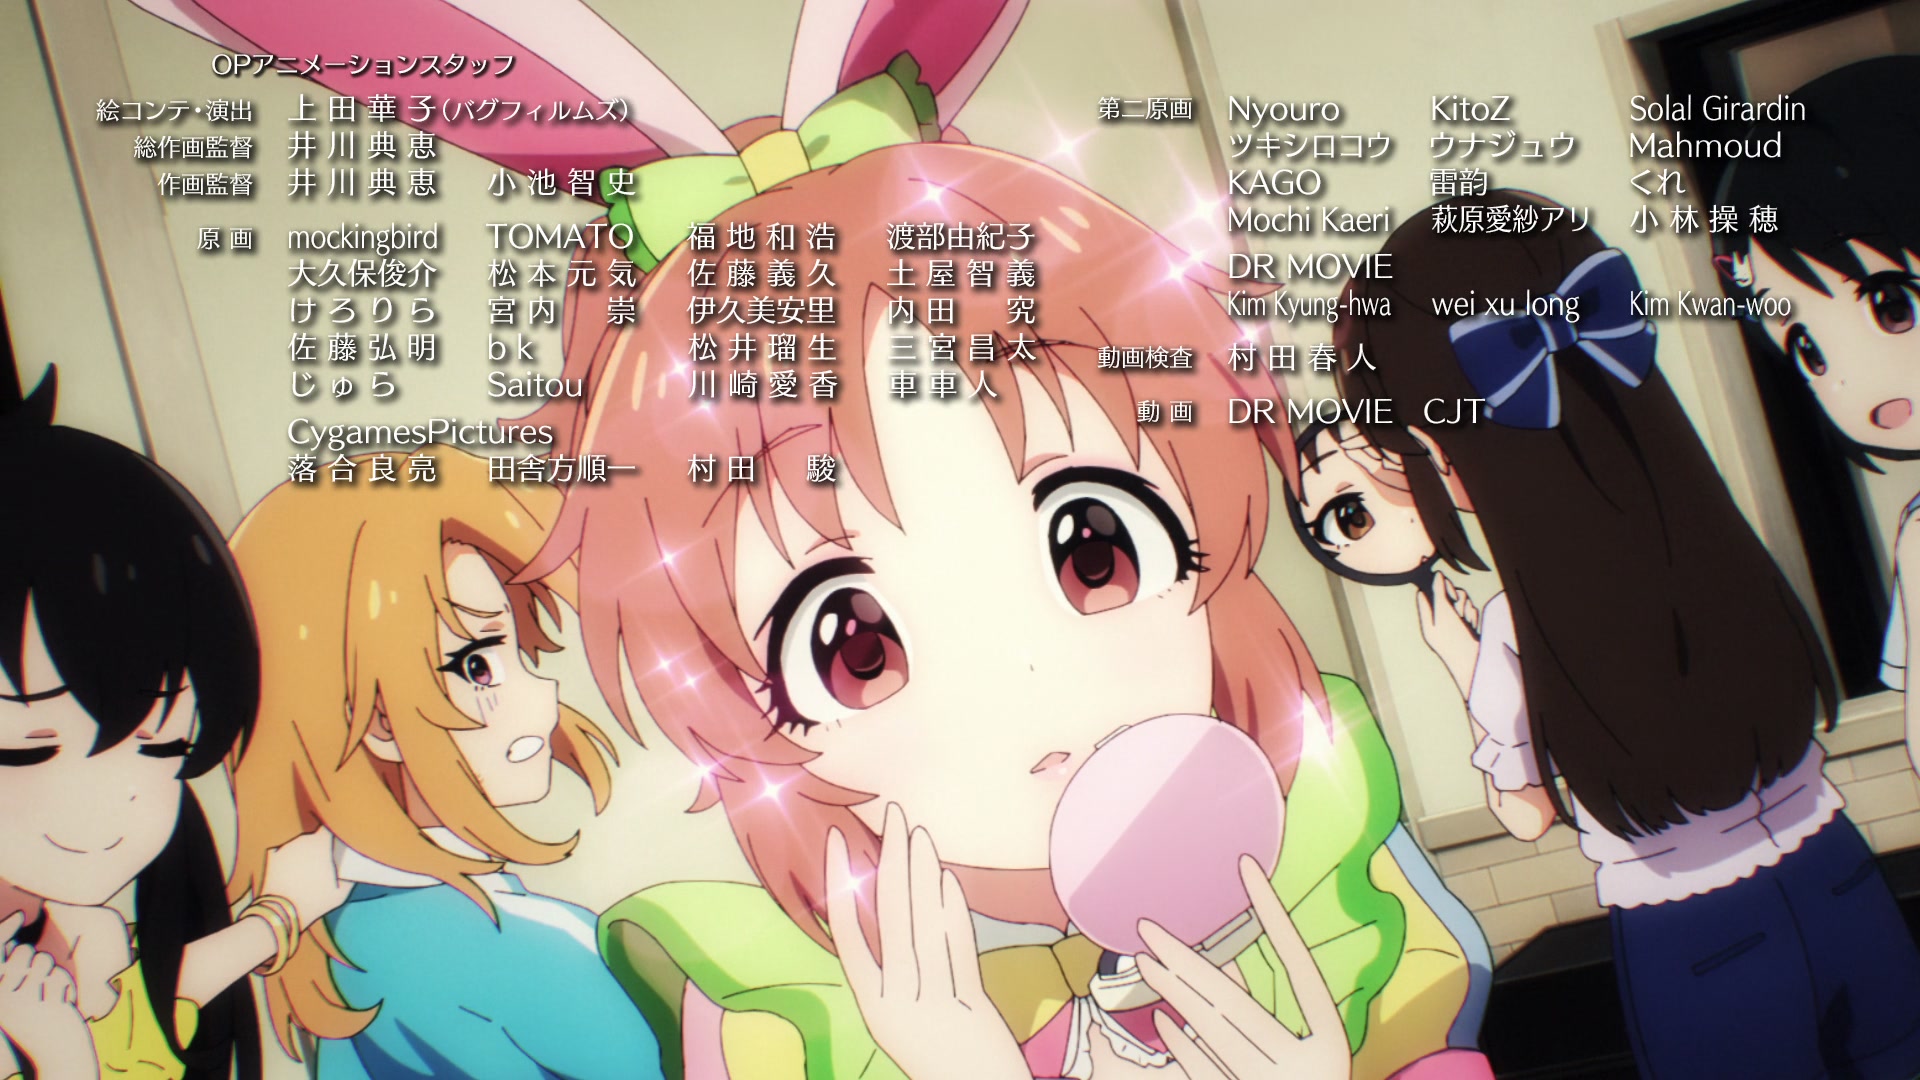 OPアニメーションスタッフ
絵コンテ・演出 上田華子(バグフィルムズ)
総作画監督 井川典恵
作画監督 井川典恵 小池智史
原画 mockingbird TOMATO 福地和浩 渡部由紀子
大久保俊介 松本元気 佐藤義久 土屋智義
けろりら 宮内崇 伊久美安里 内田究
佐藤弘明 bk 松井瑠生 三宮昌太
じゅら Saitou 川崎愛香 車車人
CygamesPictures
落合良亮 田舎方順一 村田駿
第二原画 Nyouro KitoZ Solal Girardin
ツキシロコウ ウナジュウ Mahmoud
KAGO 雷韵 くれ
Mochi Kaeri 萩原愛紗アリ 小林操穂
DR MOVIE
Kim Kyung-hwa wei xu long Kim Kwan-woo
動画検査 村田春人
動画 DR MOVIE CJT